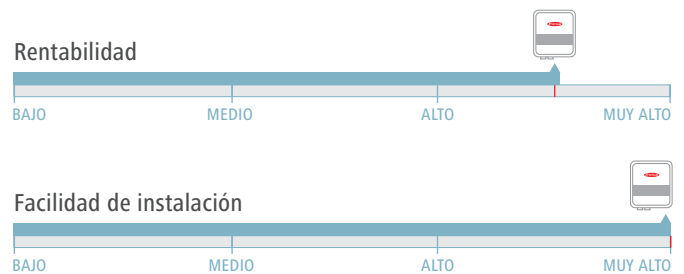 Rentabilidad
BAJO MEDIO ALTO MUY ALTO
Facilidad de instalación
BAJO MEDIO ALTO MUY ALTO